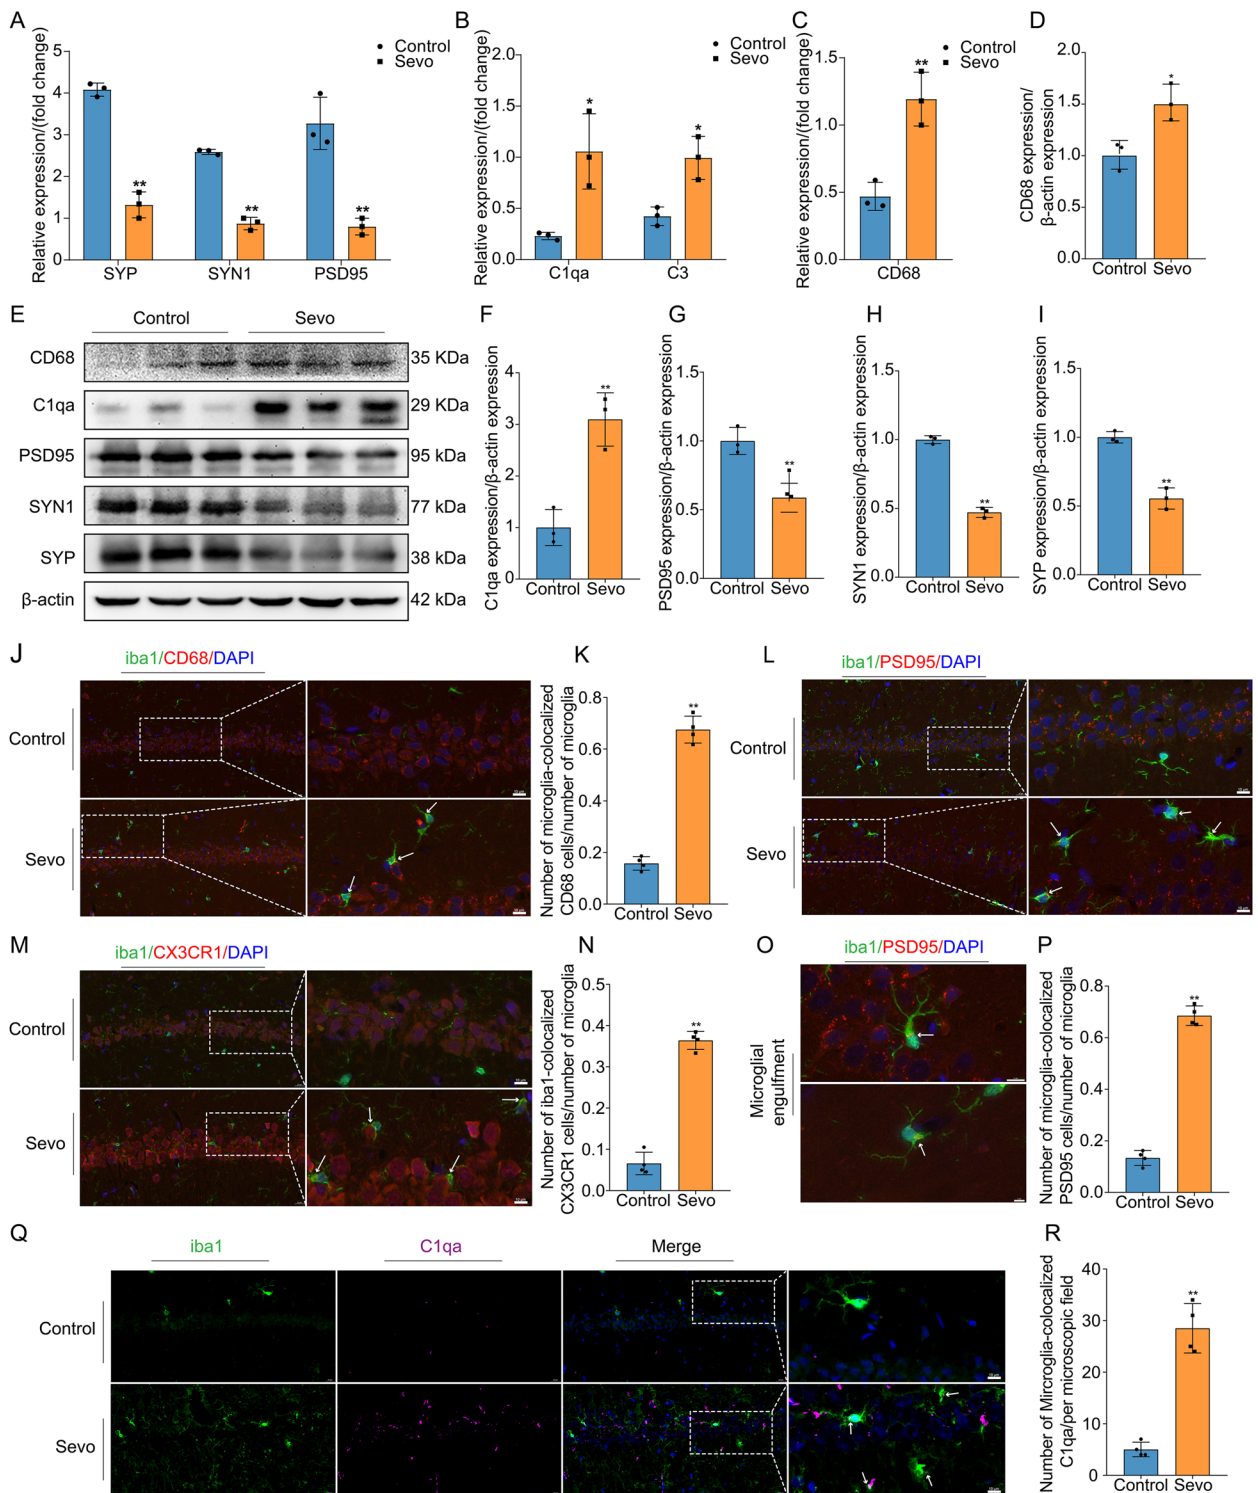 A
Relative expression/(fold change)
5
4
3
2
1
0
SYP
SYN1
PSD95
**
**
**
Control
Sevo
B
Relative expression/(fold change)
2.0
1.5
1.0
0.5
0.0
C1qa
C3
*
*
Control
Sevo
C
Relative expression/(fold change)
1.5
1.0
0.5
0.0
CD68
**
Control
Sevo
D
CD68 expression/
β-actin expression
2.0
1.5
1.0
0.5
0.0
Control Sevo
*
E
Control
Sevo
CD68
35 KDa
C1qa
29 KDa
PSD95
95 kDa
SYN1
77 kDa
SYP
38 kDa
β-actin
42 kDa
F
C1qa expression/β-actin expression
4
3
2
1
0
Control Sevo
**
G
PSD95 expression/β-actin expression
1.5
1.0
0.5
0.0
Control Sevo
**
H
SYN1 expression/β-actin expression
1.5
1.0
0.5
0.0
Control Sevo
**
I
SYP expression/β-actin expression
1.5
1.0
0.5
0.0
Control Sevo
**
J
iba1/CD68/DAPI
Control
Sevo
K
Number of microglia-colocalized
CD68 cells/number of microglia
0.8
0.6
0.4
0.2
0.0
Control Sevo
**
L
iba1/PSD95/DAPI
Control
Sevo
M
iba1/CX3CR1/DAPI
Control
Sevo
N
Number of iba1-colocalized
CX3CR1 cells/number of microglia
0.5
0.4
0.3
0.2
0.1
0.0
Control Sevo
**
O
iba1/PSD95/DAPI
Microglial
engulfment
P
Number of microglia-colocalized
PSD95 cells/number of microglia
0.8
0.6
0.4
0.2
0.0
Control Sevo
**
Q
iba1
C1qa
Merge
Control
Sevo
R
Number of Mircroglia-colocalized
C1qa/per microscopic field
40
30
20
10
0
Control Sevo
**